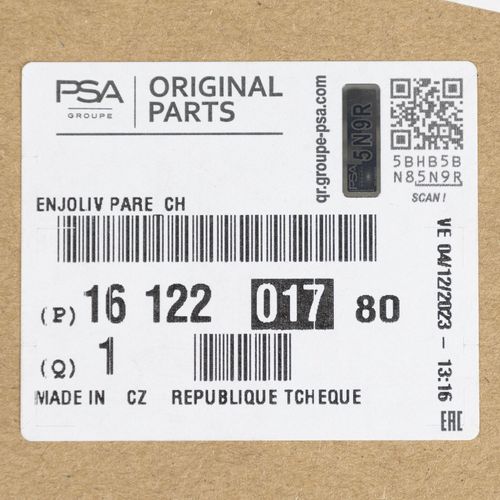 PSA
GROUPE
ORIGINAL
PARTS
qr.groupe-psa.com
PSA 5N9R
5BHB5B
N85N9R
SCAN!
ENJOLIV PARE CH
(P) 16 122 017 80
(Q) 1
MADE IN CZ REPUBLIQUE TCHEQUE
VE 04/12/2023 - 13:16
EAC